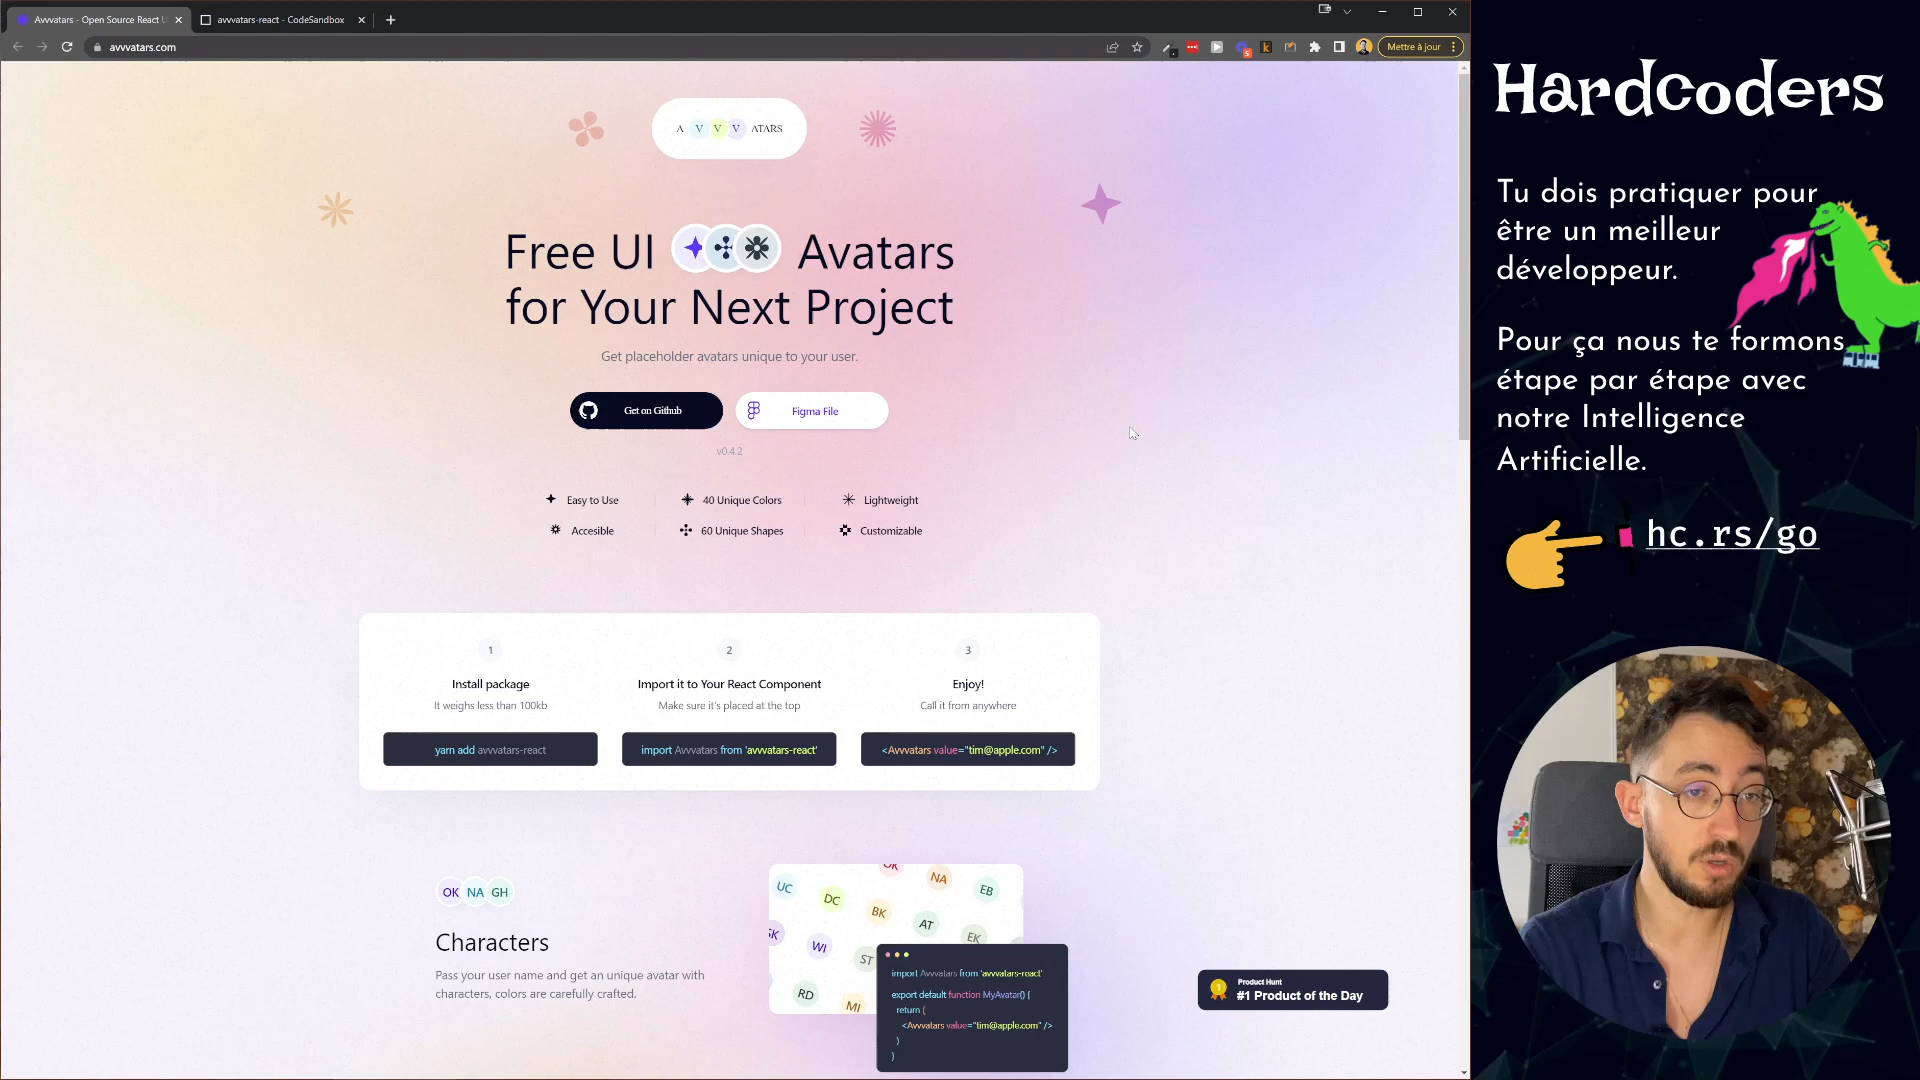 Avvvatars - Open Source React U
avvvatars-react - CodeSandbox
avvvatars.com
Mettre à jour
A V V V ATARS
Free UI Avatars
for Your Next Project
Get placeholder avatars unique to your user.
Get on Github
Figma File
v0.4.2
Easy to Use
40 Unique Colors
Lightweight
Accesible
60 Unique Shapes
Customizable
1
Install package
It weighs less than 100kb
yarn add avvvatars-react
2
Import it to Your React Component
Make sure it's placed at the top
import Avvvatars from 'avvvatars-react'
3
Enjoy!
Call it from anywhere
<Avvvatars value="tim@apple.com" />
OK NA GH
Characters
Pass your user name and get an unique avatar with
characters, colors are carefully crafted.
UC
DC
BK
NA
EB
SK
WI
ST
AT
EK
RD
MI
import Avvvatars from 'avvvatars-react'
export default function MyAvatar() {
return (
<Avvvatars value="tim@apple.com" />
)
}
1
Product Hunt
#1 Product of the Day
Hardcoders
Tu dois pratiquer pour
être un meilleur
développeur.
Pour ça nous te formons
étape par étape avec
notre Intelligence
Artificielle.
hc.rs/go